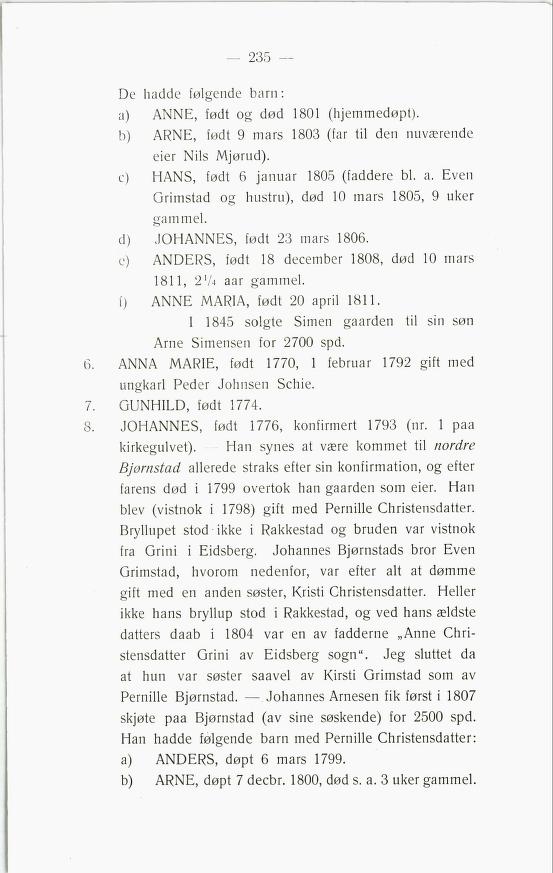 — 235 —
De hadde følgende barn:
a) ANNE, født og død 1801 (hjemmedøpt).
b) ARNE, født 9 mars 1803 (far til den nuværende
eier Nils Mjørud).
c) HANS, født 6 januar 1805 (faddere bl. a. Even
Grimstad og hustru), død 10 mars 1805, 9 uker
gammel.
d) JOHANNES, født 23 mars 1806.
e) ANDERS, født 18 december 1808, død 10 mars
1811, 2¹/₄ aar gammel.
f) ANNE MARIA, født 20 april 1811.
I 1845 solgte Simen gaarden til sin søn
Arne Simensen for 2700 spd.
6. ANNA MARIE, født 1770, 1 februar 1792 gift med
ungkarl Peder Johnsen Schie.
7. GUNHILD, født 1774.
8. JOHANNES, født 1776, konfirmert 1793 (nr. 1 paa
kirkegulvet). — Han synes at være kommet til nordre
Bjørnstad allerede straks efter sin konfirmation, og efter
farens død i 1799 overtok han gaarden som eier. Han
blev (vistnok i 1798) gift med Pernille Christensdatter.
Bryllupet stod ikke i Rakkestad og bruden var vistnok
fra Grini i Eidsberg. Johannes Bjørnstads bror Even
Grimstad, hvorom nedenfor, var efter alt at dømme
gift med en anden søster, Kristi Christensdatter. Heller
ikke hans bryllup stod i Rakkestad, og ved hans ældste
datters daab i 1804 var en av fadderne „Anne Chri-
stensdatter Grini av Eidsberg sogn“. Jeg sluttet da
at hun var søster saavel av Kirsti Grimstad som av
Pernille Bjørnstad. — Johannes Arnesen fik først i 1807
skjøte paa Bjørnstad (av sine søskende) for 2500 spd.
Han hadde følgende barn med Pernille Christensdatter:
a) ANDERS, døpt 6 mars 1799.
b) ARNE, døpt 7 decbr. 1800, død s. a. 3 uker gammel.